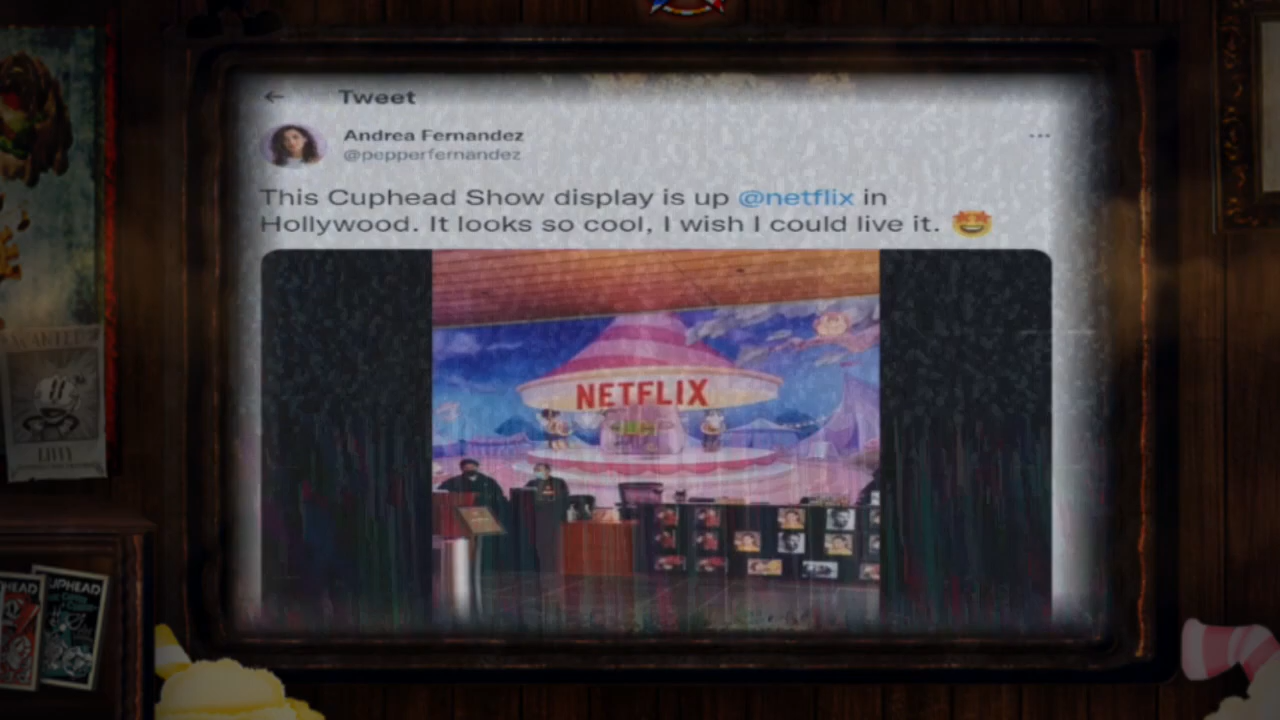 Tweet
Andrea Fernandez
@pepperfernandez
This Cuphead Show display is up @netflix in
Hollywood. It looks so cool, I wish I could live it.
NETFLIX
WANTED
CUPHEAD